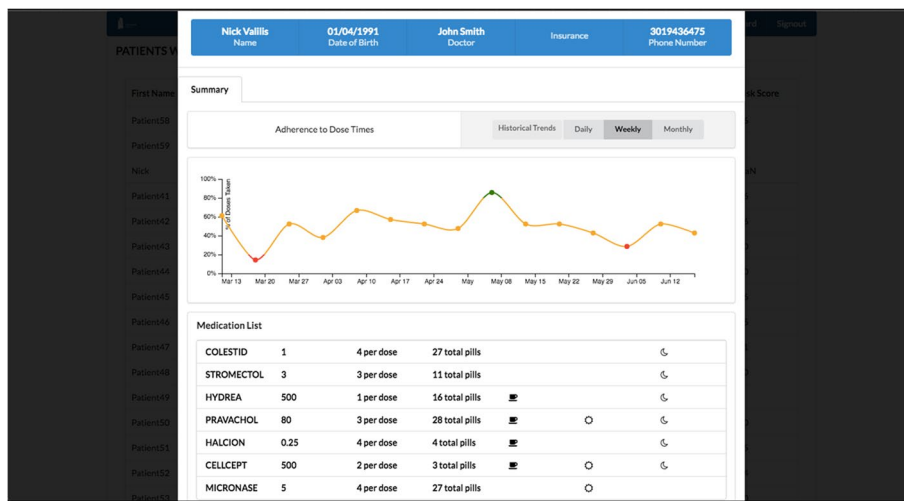 Signout
Nick Valilis 01/04/1991 John Smith Insurance 3019436475
Name Date of Birth Doctor Phone Number
PATIENTS W
Summary
First Name
Patient58
Patient59
Nick
Patient41
Patient42
Patient43
Patient44
Patient45
Patient46
Patient47
Patient48
Patient49
Patient50
Patient51
Patient52
Patient53
Adherence to Dose Times Historical Trends Daily Weekly Monthly
% of Doses Taken
100%
80%
60%
40%
20%
0%
Mar 13 Mar 20 Mar 27 Apr 03 Apr 10 Apr 17 Apr 24 May May 08 May 15 May 22 May 29 Jun 05 Jun 12
Medication List
COLESTID 1 4 per dose 27 total pills
STROMECTOL 3 3 per dose 11 total pills
HYDREA 500 1 per dose 16 total pills
PRAVACHOL 80 3 per dose 28 total pills
HALCION 0.25 4 per dose 4 total pills
CELLCEPT 500 2 per dose 3 total pills
MICRONASE 5 4 per dose 27 total pills
Score